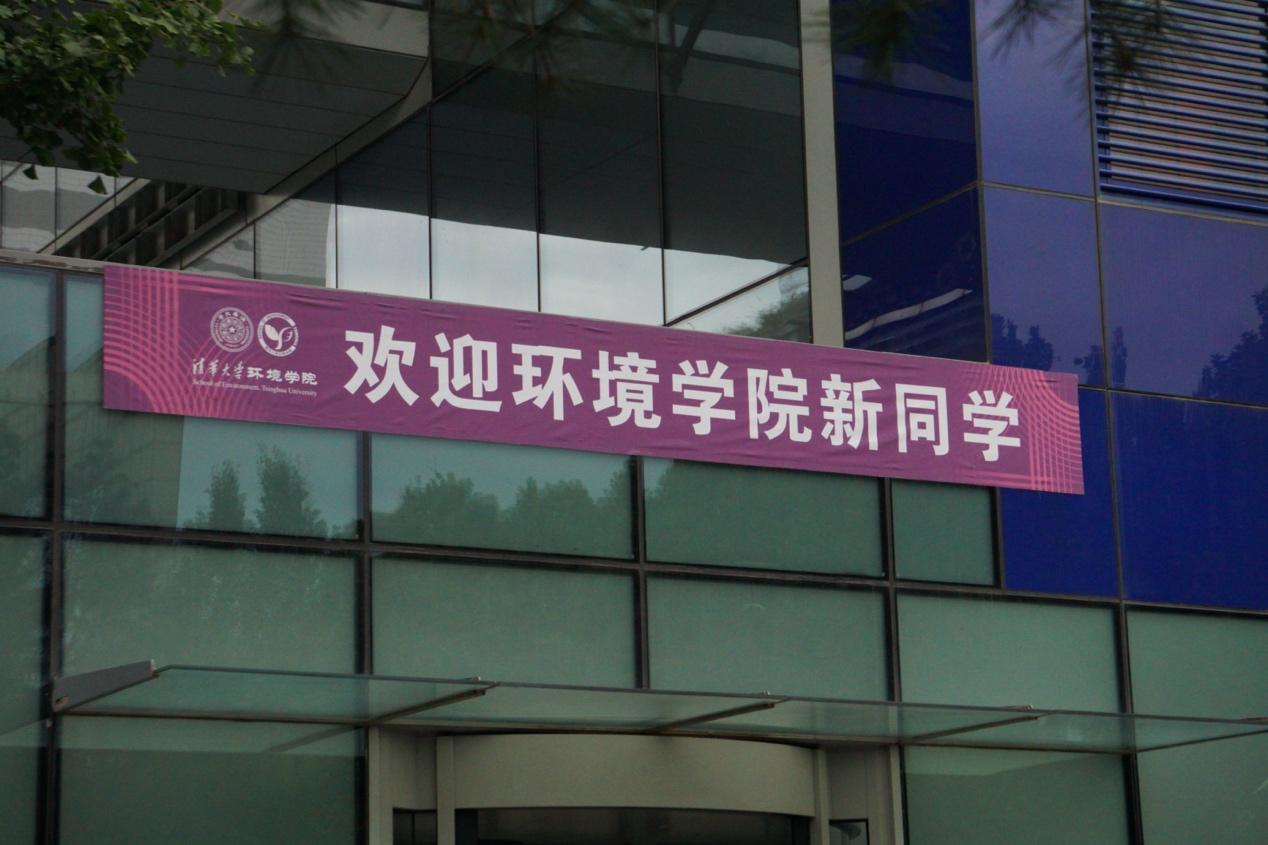 清华大学环境学院
School of Environment, Tsinghua University
欢迎环境学院新同学